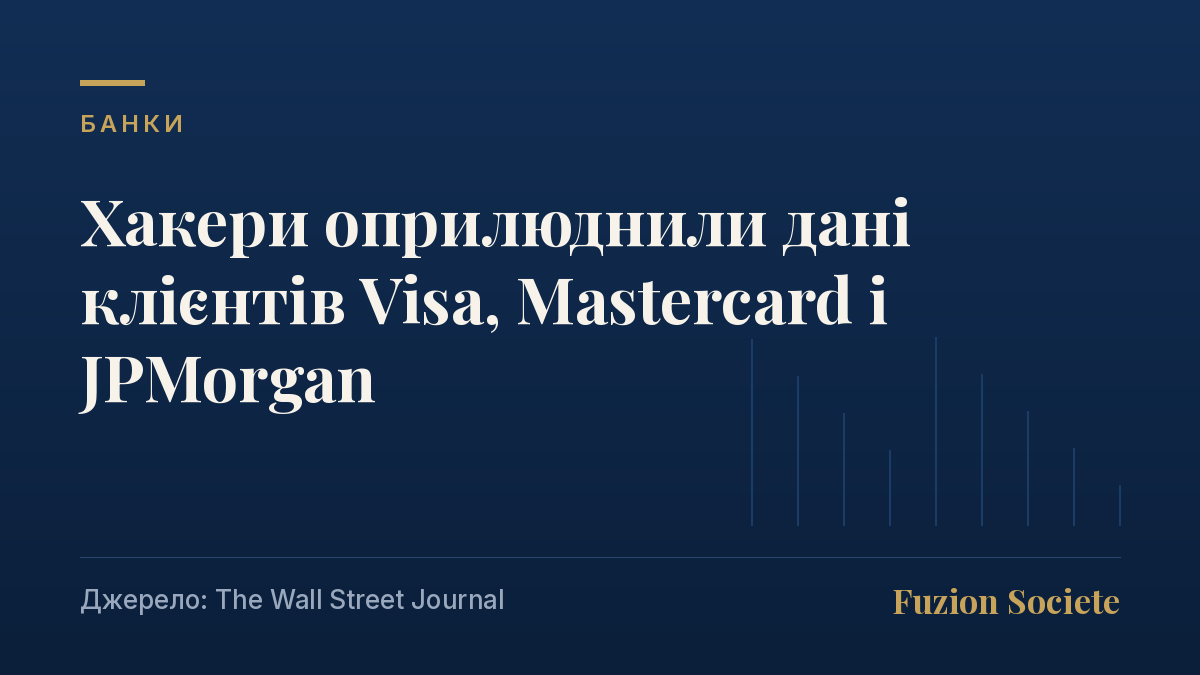 БАНКИ
Хакери оприлюднили дані
клієнтів Visa, Mastercard і
JPMorgan
Джерело: The Wall Street Journal
Fuzion Societe